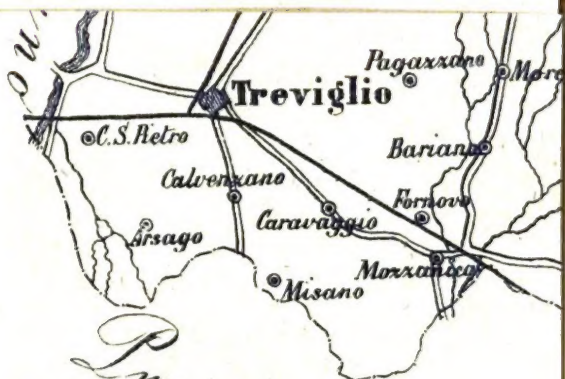 Pagazzano
Treviglio
C.S. Pietro
Bariano
Calvenzano
Fornovo
Caravaggio
Arsago
Mozzanica
Misano